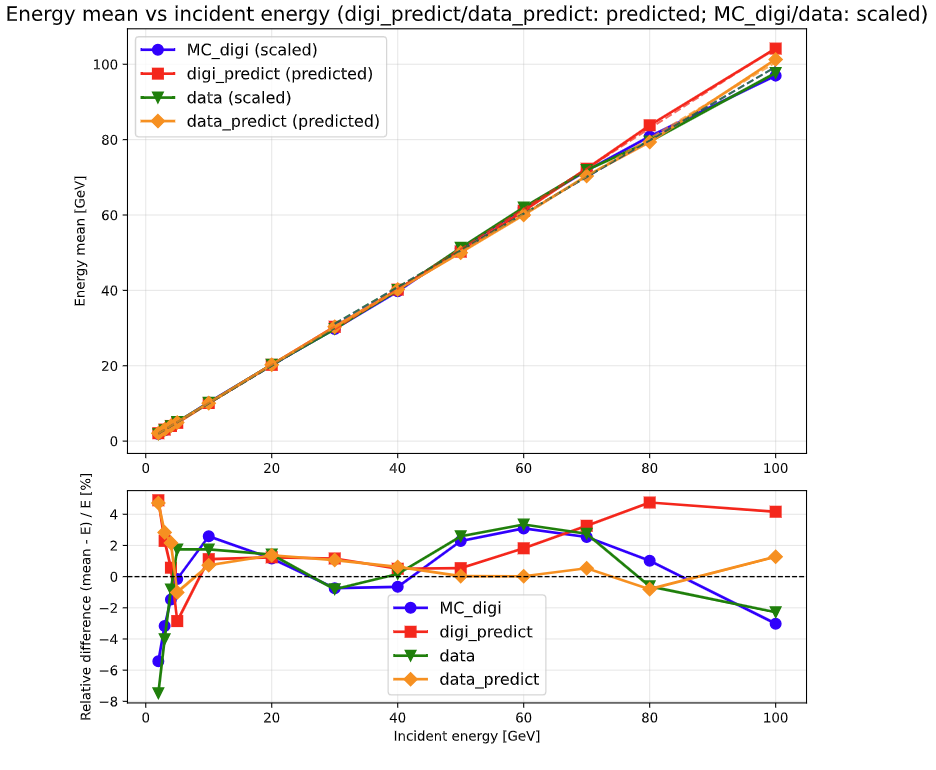 Energy mean vs incident energy (digi_predict/data_predict: predicted; MC_digi/data: scaled)
Energy mean [GeV]
100
80
60
40
20
0
MC_digi (scaled)
digi_predict (predicted)
data (scaled)
data_predict (predicted)
0 20 40 60 80 100
Relative difference (mean - E) / E [%]
4
2
0
−2
−4
−6
−8
MC_digi
digi_predict
data
data_predict
0 20 40 60 80 100
Incident energy [GeV]